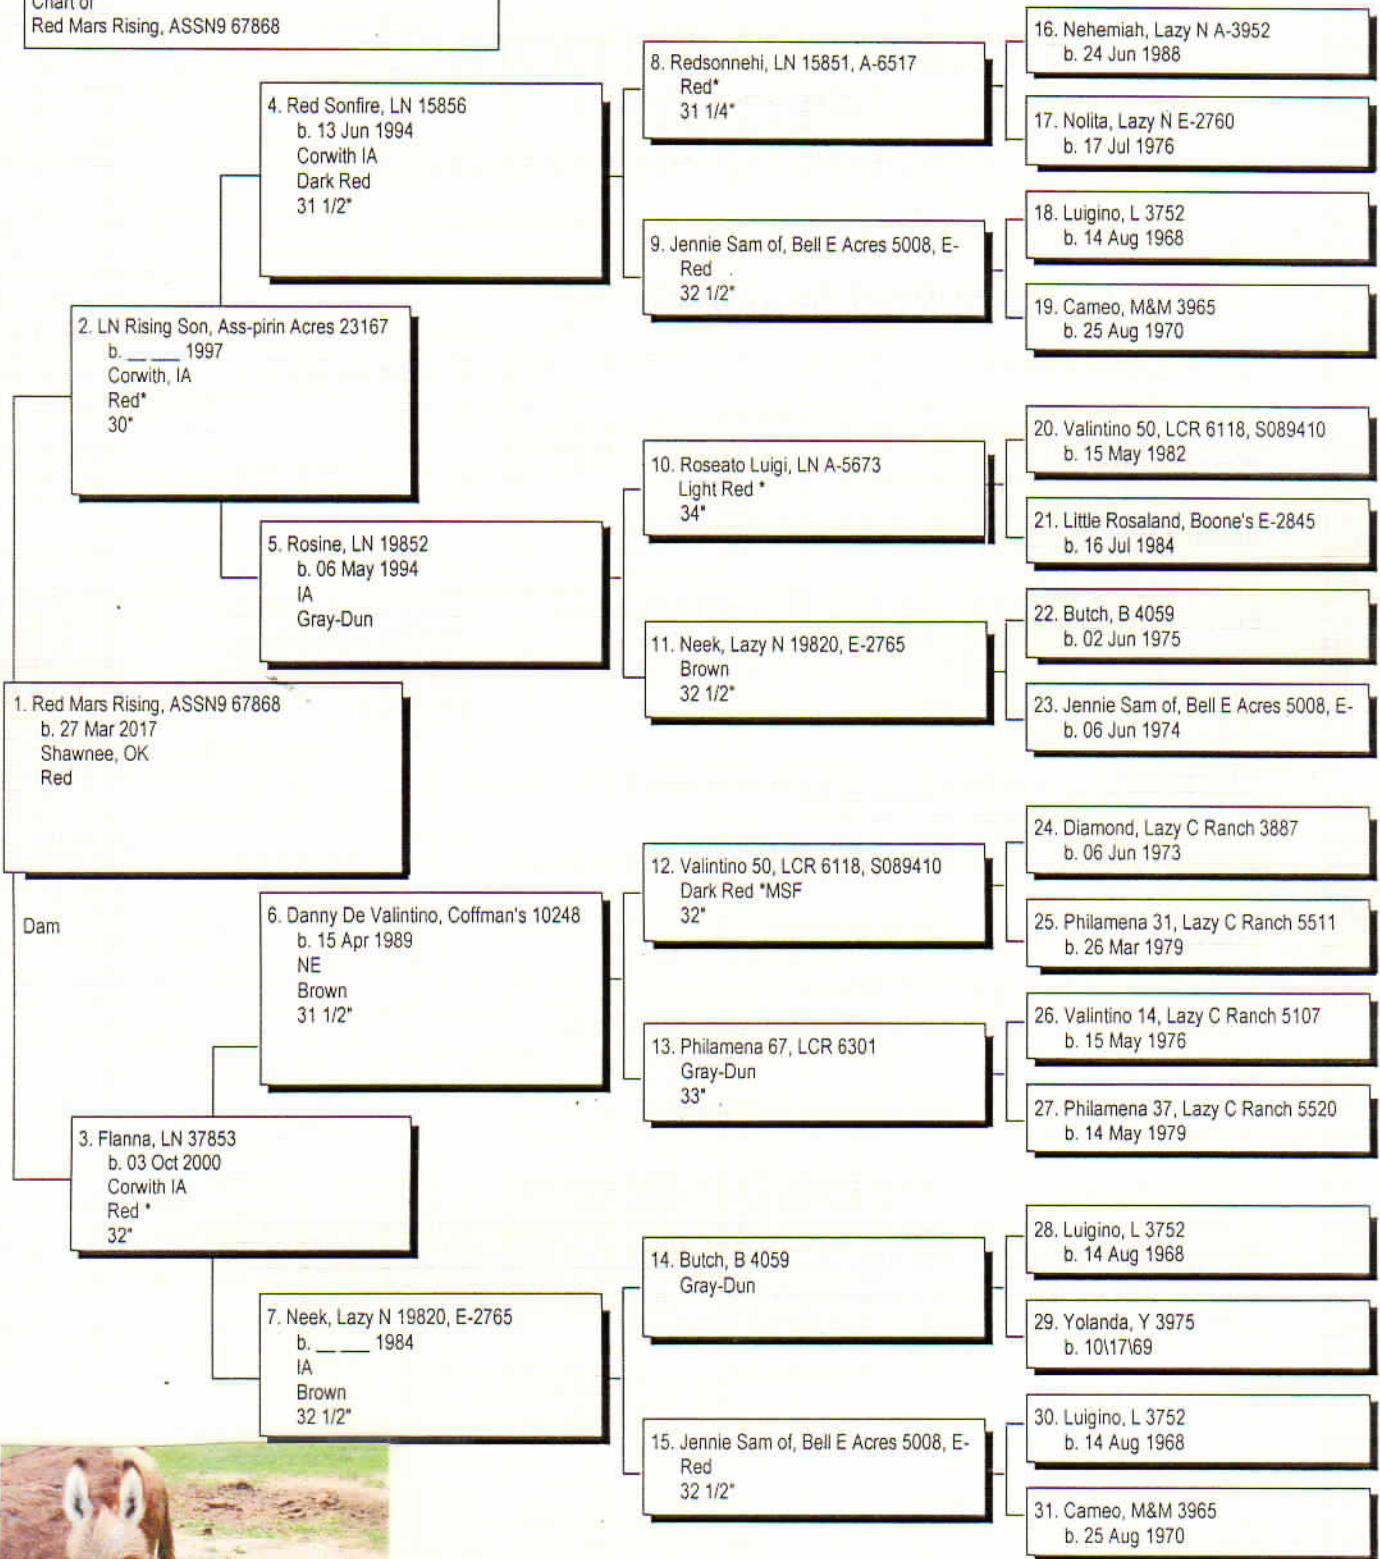 Chart of
Red Mars Rising, ASSN9 67868
1. Red Mars Rising, ASSN9 67868
b. 27 Mar 2017
Shawnee, OK
Red
Dam
2. LN Rising Son, Ass-pirin Acres 23167
b. __ ___ 1997
Corwith, IA
Red*
30"
3. Flanna, LN 37853
b. 03 Oct 2000
Corwith IA
Red *
32"
4. Red Sonfire, LN 15856
b. 13 Jun 1994
Corwith IA
Dark Red
31 1/2"
5. Rosine, LN 19852
b. 06 May 1994
IA
Gray-Dun
6. Danny De Valintino, Coffman's 10248
b. 15 Apr 1989
NE
Brown
31 1/2"
7. Neek, Lazy N 19820, E-2765
b. __ ___ 1984
IA
Brown
32 1/2"
8. Redsonnehi, LN 15851, A-6517
Red*
31 1/4"
9. Jennie Sam of, Bell E Acres 5008, E-
Red
32 1/2"
10. Roseato Luigi, LN A-5673
Light Red *
34"
11. Neek, Lazy N 19820, E-2765
Brown
32 1/2"
12. Valintino 50, LCR 6118, S089410
Dark Red *MSF
32"
13. Philamena 67, LCR 6301
Gray-Dun
33"
14. Butch, B 4059
Gray-Dun
15. Jennie Sam of, Bell E Acres 5008, E-
Red
32 1/2"
16. Nehemiah, Lazy N A-3952
b. 24 Jun 1988
17. Nolita, Lazy N E-2760
b. 17 Jul 1976
18. Luigino, L 3752
b. 14 Aug 1968
19. Cameo, M&M 3965
b. 25 Aug 1970
20. Valintino 50, LCR 6118, S089410
b. 15 May 1982
21. Little Rosaland, Boone's E-2845
b. 16 Jul 1984
22. Butch, B 4059
b. 02 Jun 1975
23. Jennie Sam of, Bell E Acres 5008, E-
b. 06 Jun 1974
24. Diamond, Lazy C Ranch 3887
b. 06 Jun 1973
25. Philamena 31, Lazy C Ranch 5511
b. 26 Mar 1979
26. Valintino 14, Lazy C Ranch 5107
b. 15 May 1976
27. Philamena 37, Lazy C Ranch 5520
b. 14 May 1979
28. Luigino, L 3752
b. 14 Aug 1968
29. Yolanda, Y 3975
b. 10\17\69
30. Luigino, L 3752
b. 14 Aug 1968
31. Cameo, M&M 3965
b. 25 Aug 1970